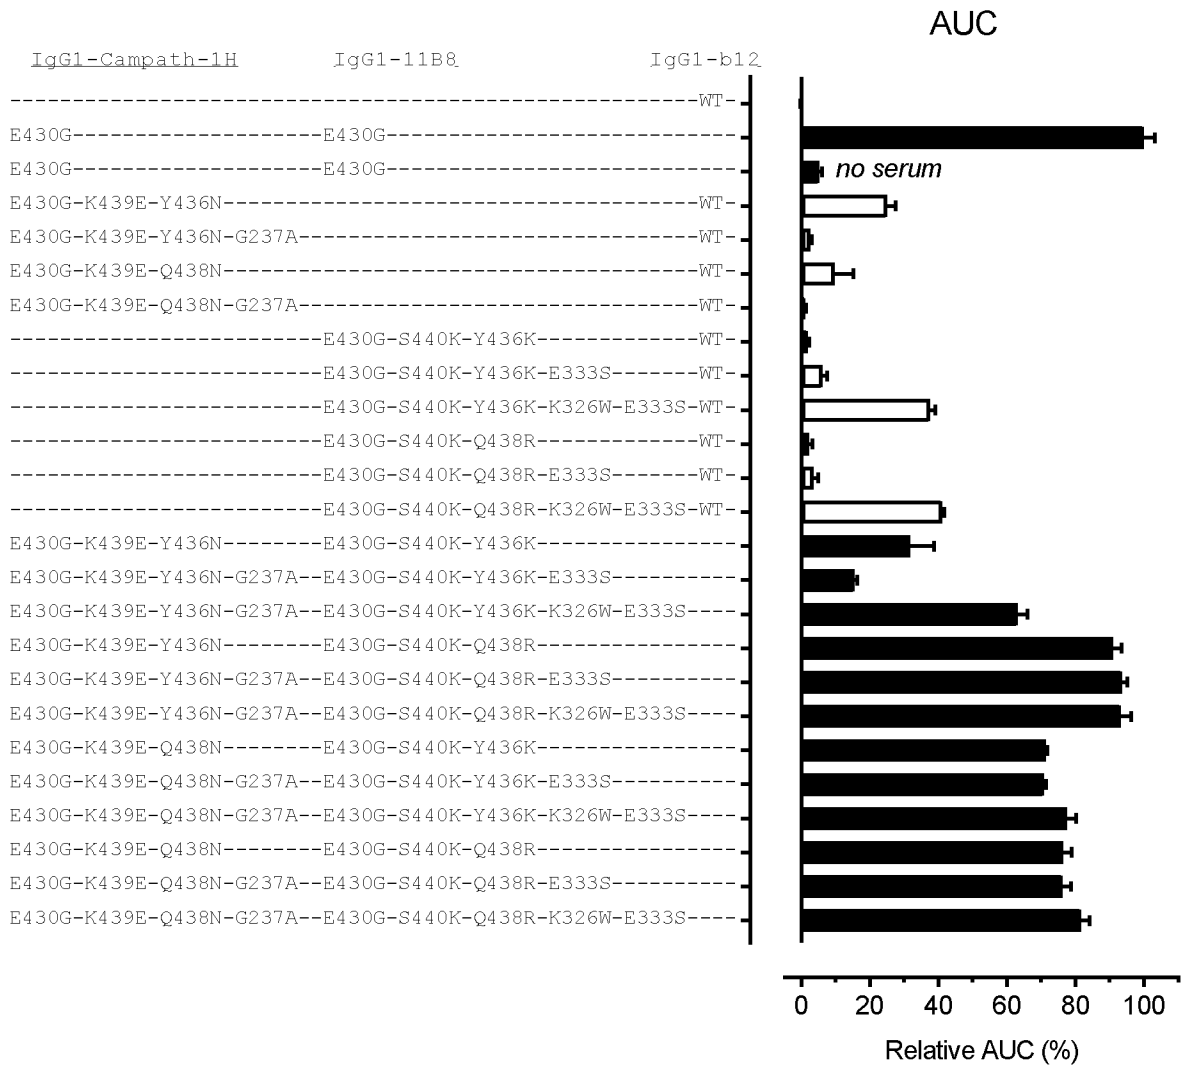 AUC
IgG1-Campath-1H IgG1-11B8 IgG1-b12
------------------------------------------------------WT-
E430G--------------------E430G----------------------------
E430G--------------------E430G---------------------------- no serum
E430G-K439E-Y436N--------------------------------------WT-
E430G-K439E-Y436N-G237A--------------------------------WT-
E430G-K439E-Q438N--------------------------------------WT-
E430G-K439E-Q438N-G237A--------------------------------WT-
-------------------------E430G-S440K-Y436K-------------WT-
-------------------------E430G-S440K-Y436K-E333S-------WT-
-------------------------E430G-S440K-Y436K-K326W-E333S-WT-
-------------------------E430G-S440K-Q438R-------------WT-
-------------------------E430G-S440K-Q438R-E333S-------WT-
-------------------------E430G-S440K-Q438R-K326W-E333S-WT-
E430G-K439E-Y436N--------E430G-S440K-Y436K----------------
E430G-K439E-Y436N-G237A--E430G-S440K-Y436K-E333S----------
E430G-K439E-Y436N-G237A--E430G-S440K-Y436K-K326W-E333S----
E430G-K439E-Y436N--------E430G-S440K-Q438R----------------
E430G-K439E-Y436N-G237A--E430G-S440K-Q438R-E333S----------
E430G-K439E-Y436N-G237A--E430G-S440K-Q438R-K326W-E333S----
E430G-K439E-Q438N--------E430G-S440K-Y436K----------------
E430G-K439E-Q438N-G237A--E430G-S440K-Y436K-E333S----------
E430G-K439E-Q438N-G237A--E430G-S440K-Y436K-K326W-E333S----
E430G-K439E-Q438N--------E430G-S440K-Q438R----------------
E430G-K439E-Q438N-G237A--E430G-S440K-Q438R-E333S----------
E430G-K439E-Q438N-G237A--E430G-S440K-Q438R-K326W-E333S----
0 20 40 60 80 100
Relative AUC (%)